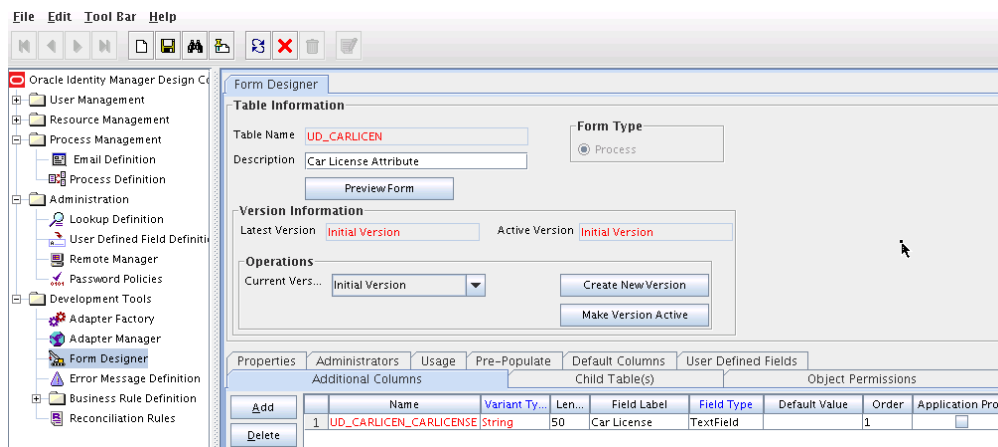 File Edit Tool Bar Help
Oracle Identity Manager Design Co
User Management
Resource Management
Process Management
Email Definition
Process Definition
Administration
Lookup Definition
User Defined Field Definiti
Remote Manager
Password Policies
Development Tools
Adapter Factory
Adapter Manager
Form Designer
Error Message Definition
Business Rule Definition
Reconciliation Rules
Form Designer
Table Information
Table Name UD_CARLICEN
Form Type
Process
Description Car License Attribute
Preview Form
Version Information
Latest Version Initial Version Active Version Initial Version
Operations
Current Vers... Initial Version Create New Version
Make Version Active
Properties Administrators Usage Pre-Populate Default Columns User Defined Fields
Additional Columns Child Table(s) Object Permissions
Add Name Variant Ty... Len... Field Label Field Type Default Value Order Application Pro
1 UD_CARLICEN_CARLICENSE String 50 Car License TextField 1
Delete